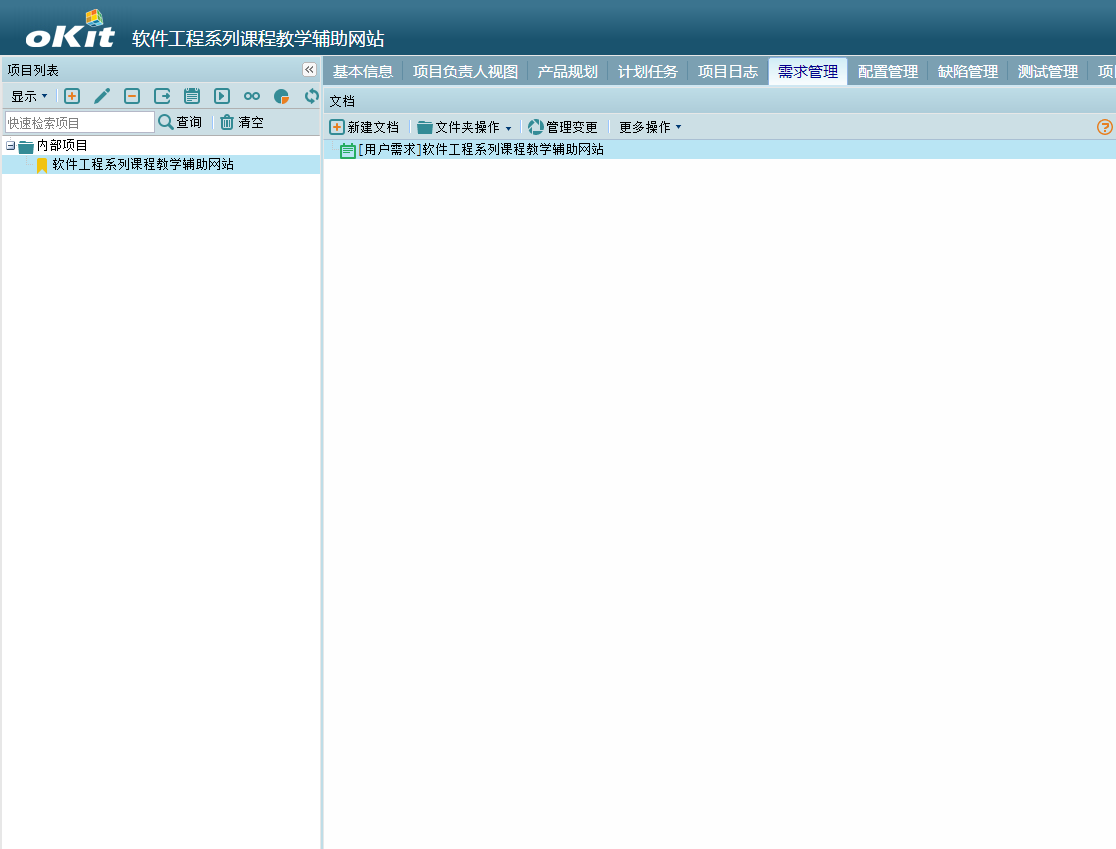 oKit 软件工程系列课程教学辅助网站
项目列表
显示
快速检索项目 查询 清空
内部项目
软件工程系列课程教学辅助网站
基本信息 项目负责人视图 产品规划 计划任务 项目日志 需求管理 配置管理 缺陷管理 测试管理 项
文档
新建文档 文件夹操作 管理变更 更多操作
[用户需求]软件工程系列课程教学辅助网站